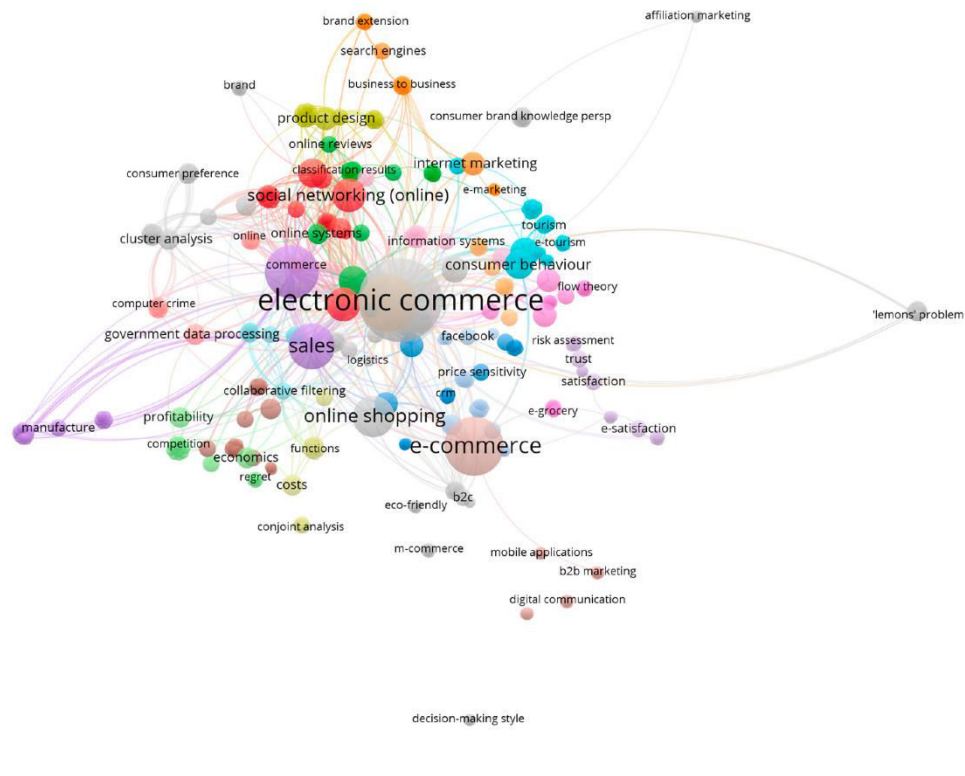 affiliation marketing
brand extension
search engines
brand
business to business
consumer brand knowledge persp
product design
online reviews
internet marketing
classification results
consumer preference
e-marketing
social networking (online)
tourism
online systems
cluster analysis
online
information systems
e-tourism
commerce
consumer behaviour
flow theory
electronic commerce
computer crime
'lemons' problem
government data processing
facebook
risk assessment
sales
logistics
trust
price sensitivity
satisfaction
collaborative filtering
crm
e-grocery
profitability
online shopping
manufacture
e-satisfaction
competition
functions
e-commerce
economics
regret
costs
b2c
eco-friendly
conjoint analysis
m-commerce
mobile applications
b2b marketing
digital communication
decision-making style